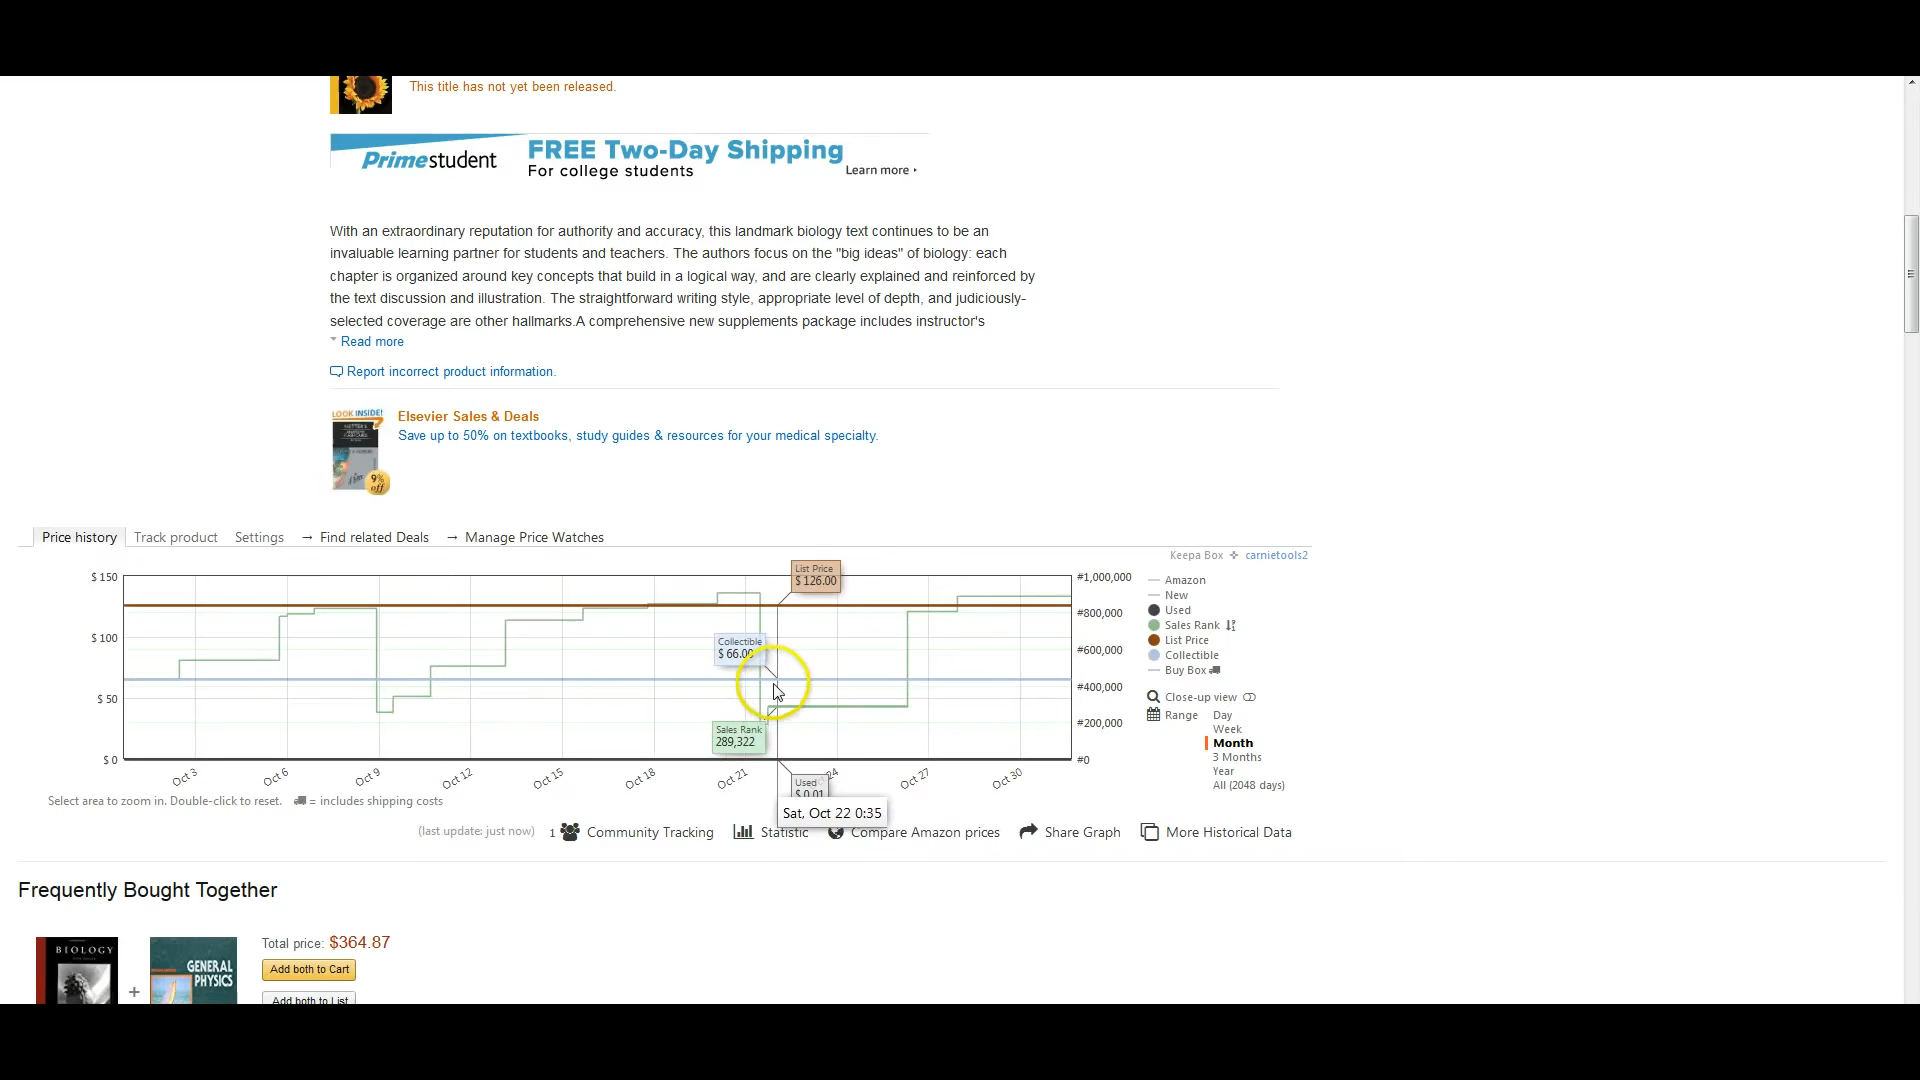 This title has not yet been released.
Primestudent
FREE Two-Day Shipping
For college students
Learn more
With an extraordinary reputation for authority and accuracy, this landmark biology text continues to be an
invaluable learning partner for students and teachers. The authors focus on the "big ideas" of biology: each
chapter is organized around key concepts that build in a logical way, and are clearly explained and reinforced by
the text discussion and illustration. The straightforward writing style, appropriate level of depth, and judiciously-
selected coverage are other hallmarks.A comprehensive new supplements package includes instructor's
Read more
Report incorrect product information.
LOOK INSIDE!
Elsevier Sales & Deals
Save up to 50% on textbooks, study guides & resources for your medical specialty.
9%
off
Price history Track product Settings → Find related Deals → Manage Price Watches
Keepa Box carnietools2
$ 150
$ 100
$ 50
$ 0
List Price
$ 126.00
Collectible
$ 66.00
Sales Rank
289,322
Used
$ 0.01
Sat, Oct 22 0:35
#1,000,000
#800,000
#600,000
#400,000
#200,000
#0
Oct 3 Oct 6 Oct 9 Oct 12 Oct 15 Oct 18 Oct 21 24 Oct 27 Oct 30
Amazon
New
Used
Sales Rank
List Price
Collectible
Buy Box
Close-up view
Range Day
Week
Month
3 Months
Year
All (2048 days)
Select area to zoom in. Double-click to reset. = includes shipping costs
(last update: just now) 1 Community Tracking Statistic Compare Amazon prices Share Graph More Historical Data
Frequently Bought Together
BIOLOGY
+
GENERAL
PHYSICS
Total price: $364.87
Add both to Cart
Add both to List